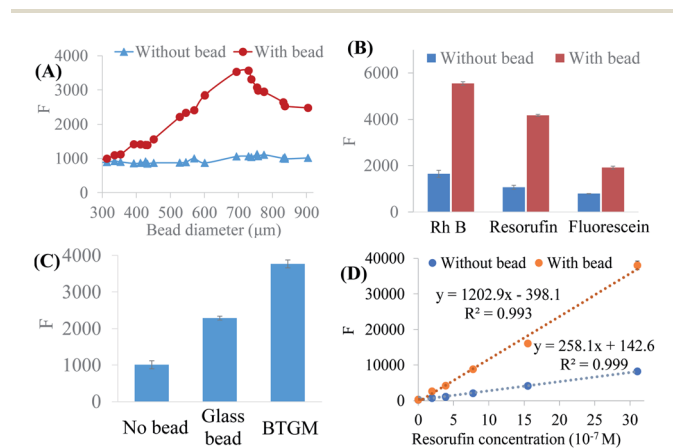 (A)
Without bead With bead
4000
3000
2000
1000
0
F
300 400 500 600 700 800 900
Bead diameter (µm)
(B)
Without bead With bead
6000
4000
2000
0
F
Rh B Resorufin Fluorescein
(C)
4000
3000
2000
1000
0
F
No bead Glass bead BTGM
(D)
Without bead With bead
40000
30000
20000
10000
0
F
y = 1202.9x - 398.1
R² = 0.993
y = 258.1x + 142.6
R² = 0.999
0 5 10 15 20 25 30
Resorufin concentration (10⁻⁷ M)